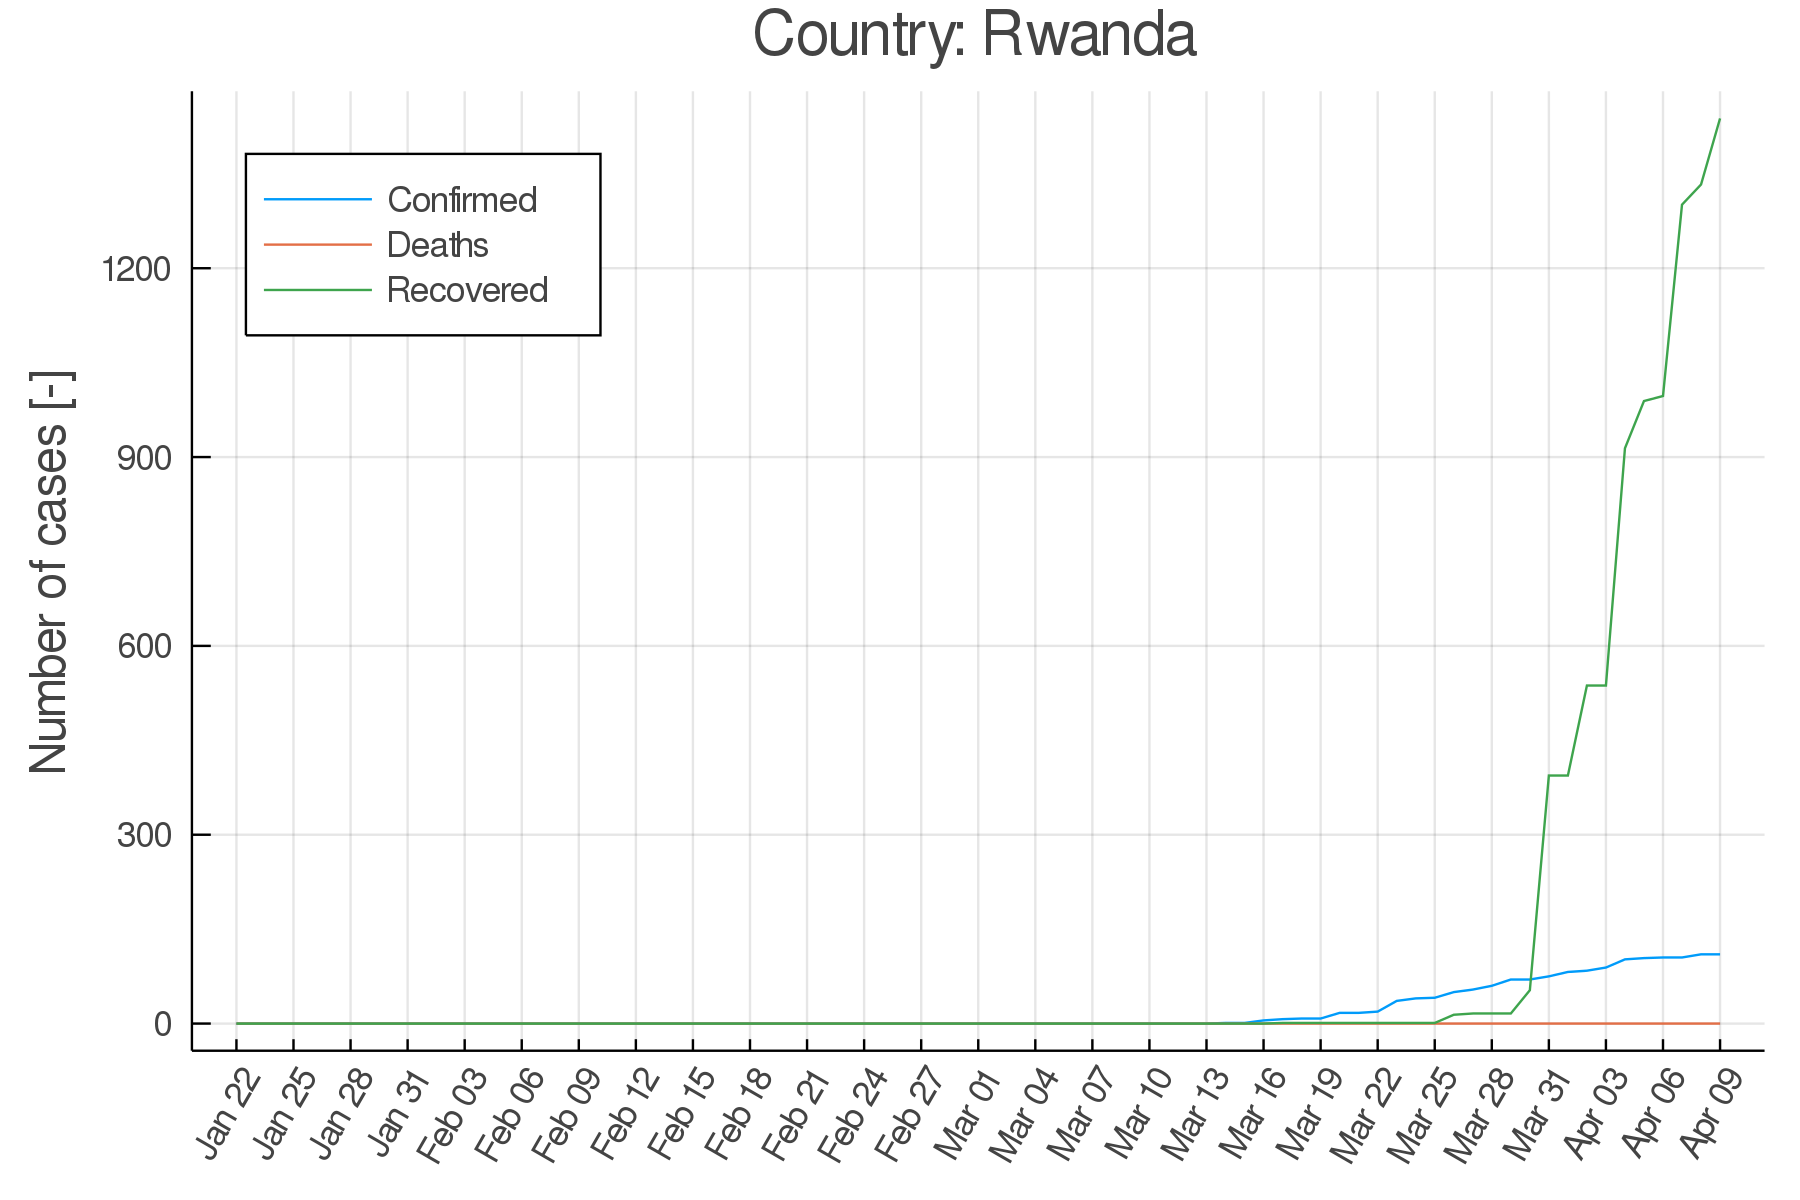 Country: Rwanda
Confirmed
Deaths
Recovered
Number of cases [-]
1200
900
600
300
0
Jan 22
Jan 25
Jan 28
Jan 31
Feb 03
Feb 06
Feb 09
Feb 12
Feb 15
Feb 18
Feb 21
Feb 24
Feb 27
Mar 01
Mar 04
Mar 07
Mar 10
Mar 13
Mar 16
Mar 19
Mar 22
Mar 25
Mar 28
Mar 31
Apr 03
Apr 06
Apr 09